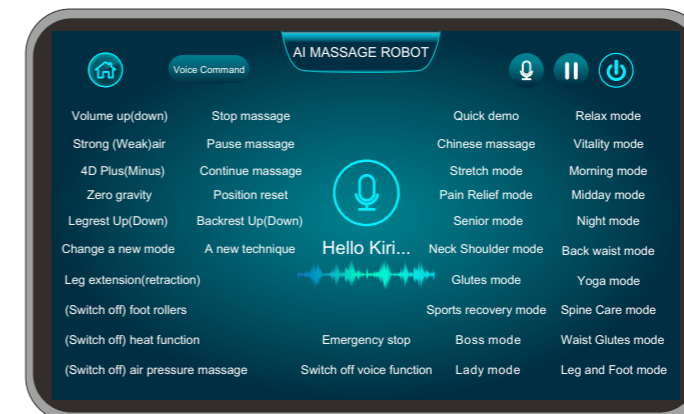 AI MASSAGE ROBOT
Voice Command
Volume up(down) Stop massage Quick demo Relax mode
Strong (Weak)air Pause massage Chinese massage Vitality mode
4D Plus(Minus) Continue massage Stretch mode Morning mode
Zero gravity Position reset Pain Relief mode Midday mode
Legrest Up(Down) Backrest Up(Down) Senior mode Night mode
Change a new mode A new technique Hello Kiri... Neck Shoulder mode Back waist mode
Leg extension(retraction) Glutes mode Yoga mode
(Switch off) foot rollers Sports recovery mode Spine Care mode
(Switch off) heat function Emergency stop Boss mode Waist Glutes mode
(Switch off) air pressure massage Switch off voice function Lady mode Leg and Foot mode